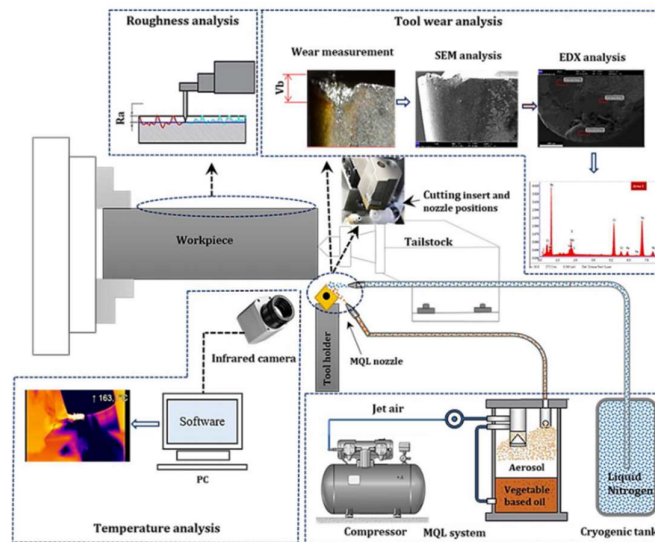 Roughness analysis
Ra
Tool wear analysis
Wear measurement
SEM analysis
EDX analysis
Vb
Cutting insert and
nozzle positions
Workpiece
Tailstock
Infrared camera
Tool holder
MQL nozzle
↑ 163.
Software
PC
Temperature analysis
Jet air
Aerosol
Vegetable
based oil
Liquid
Nitrogen
Compressor
MQL system
Cryogenic tank